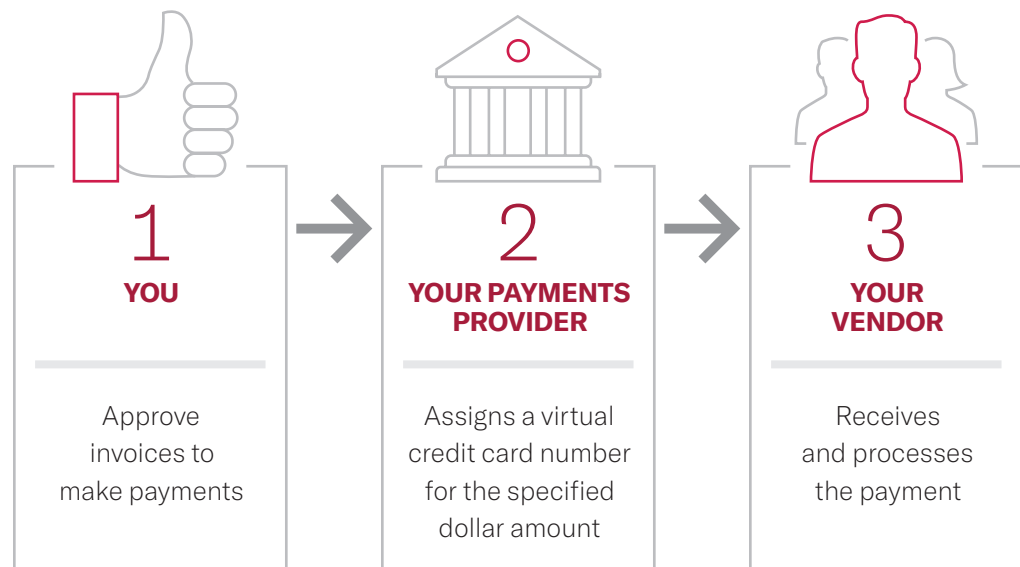 1
YOU
Approve
invoices to
make payments
2
YOUR PAYMENTS
PROVIDER
Assigns a virtual
credit card number
for the specified
dollar amount
3
YOUR
VENDOR
Receives
and processes
the payment